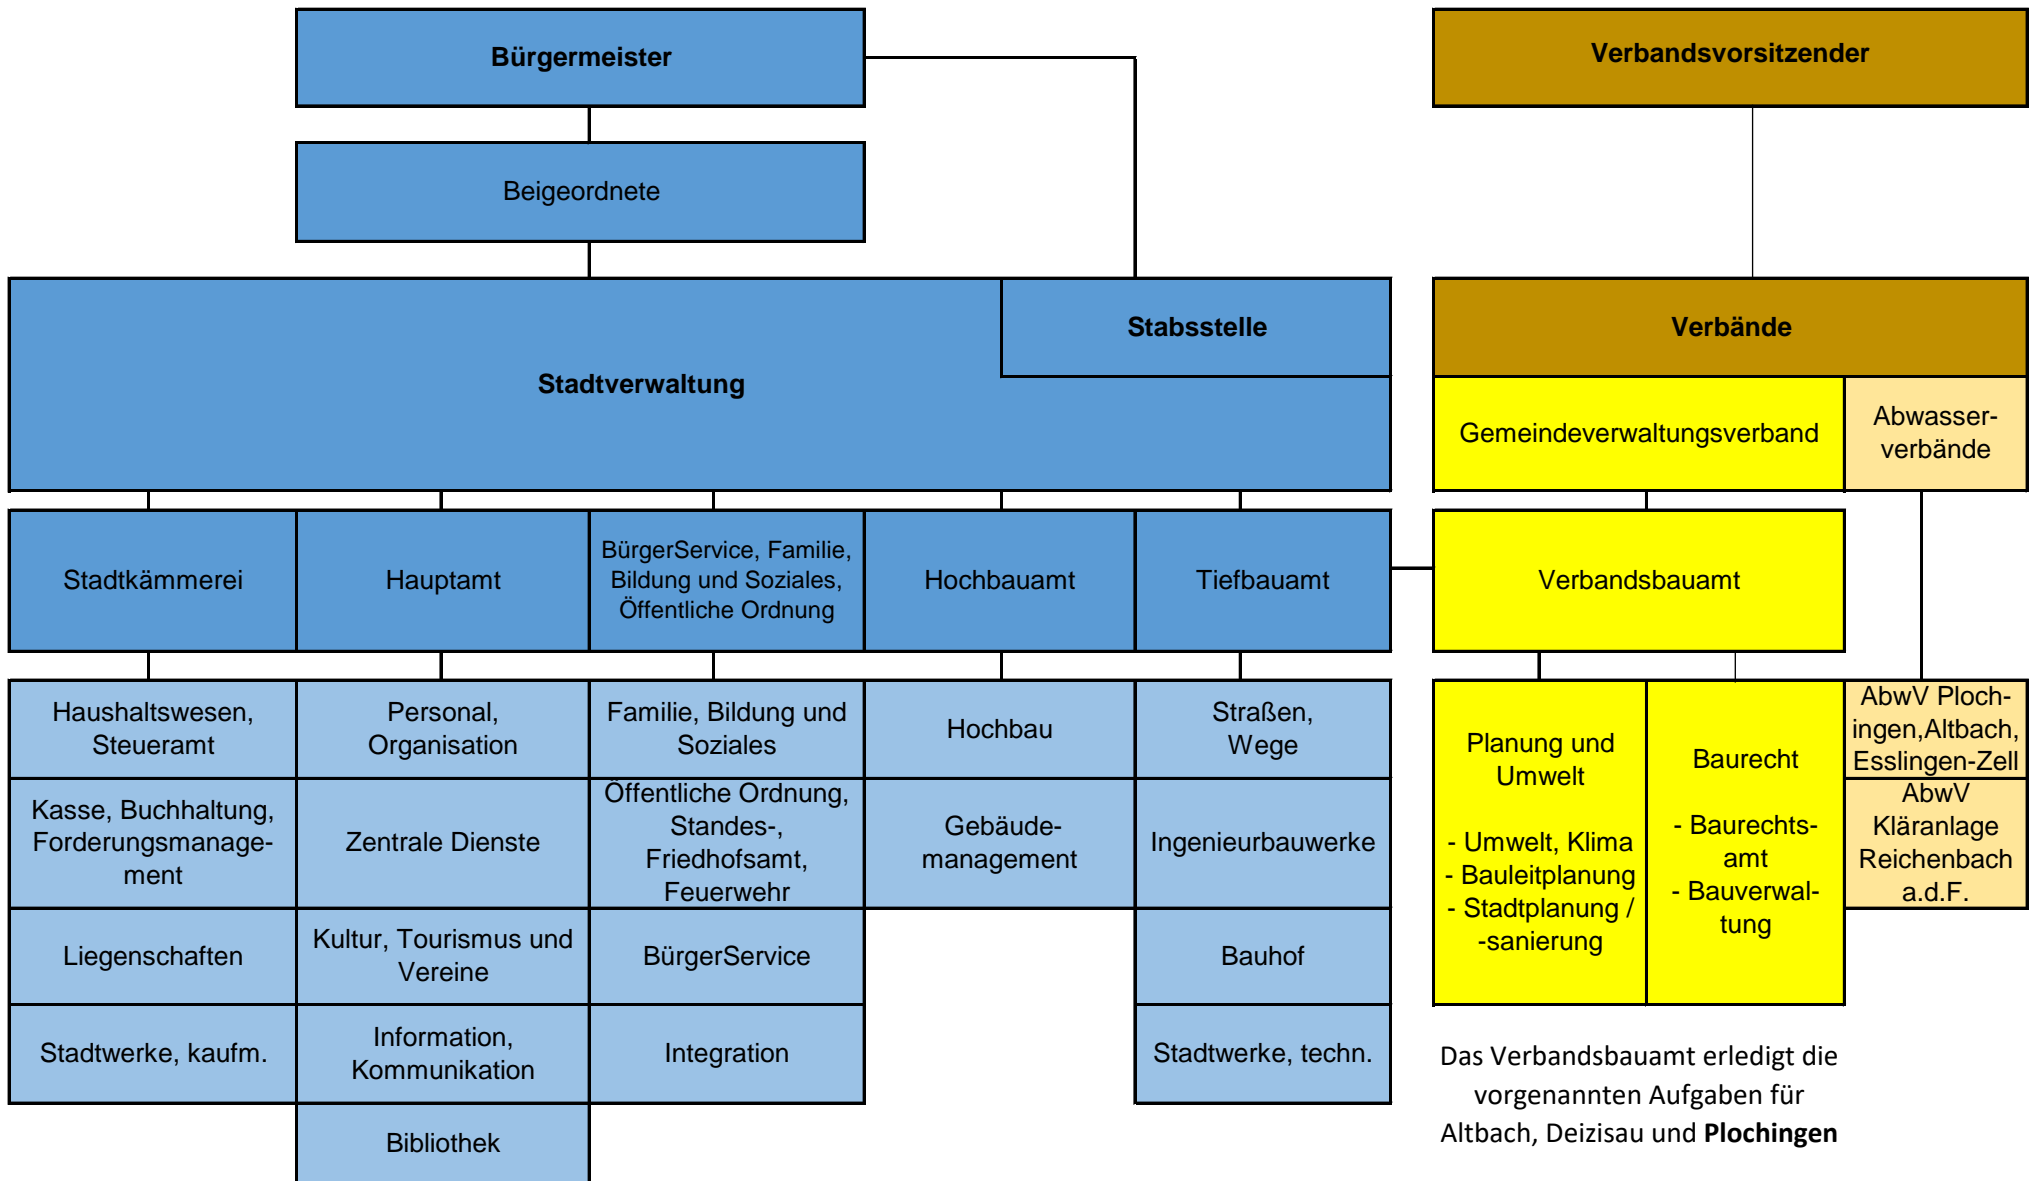 Bürgermeister
Verbandsvorsitzender
Beigeordnete
Stadtverwaltung
Stabsstelle
Verbände
Gemeindeverwaltungsverband
Abwasser-
verbände
Stadtkämmerei
Hauptamt
BürgerService, Familie,
Bildung und Soziales,
Öffentliche Ordnung
Hochbauamt
Tiefbauamt
Verbandsbauamt
Haushaltswesen,
Steueramt
Kasse, Buchhaltung,
Forderungsmanage-
ment
Liegenschaften
Stadtwerke, kaufm.
Personal,
Organisation
Zentrale Dienste
Kultur, Tourismus und
Vereine
Information,
Kommunikation
Bibliothek
Familie, Bildung und
Soziales
Öffentliche Ordnung,
Standes-,
Friedhofsamt,
Feuerwehr
BürgerService
Integration
Hochbau
Gebäude-
management
Straßen,
Wege
Ingenieurbauwerke
Bauhof
Stadtwerke, techn.
Planung und
Umwelt
- Umwelt, Klima
- Bauleitplanung
- Stadtplanung /
-sanierung
Baurecht
- Baurechts-
amt
- Bauverwal-
tung
AbwV Ploch-
ingen,Altbach,
Esslingen-Zell
AbwV
Kläranlage
Reichenbach
a.d.F.
Das Verbandsbauamt erledigt die
vorgenannten Aufgaben für
Altbach, Deizisau und Plochingen